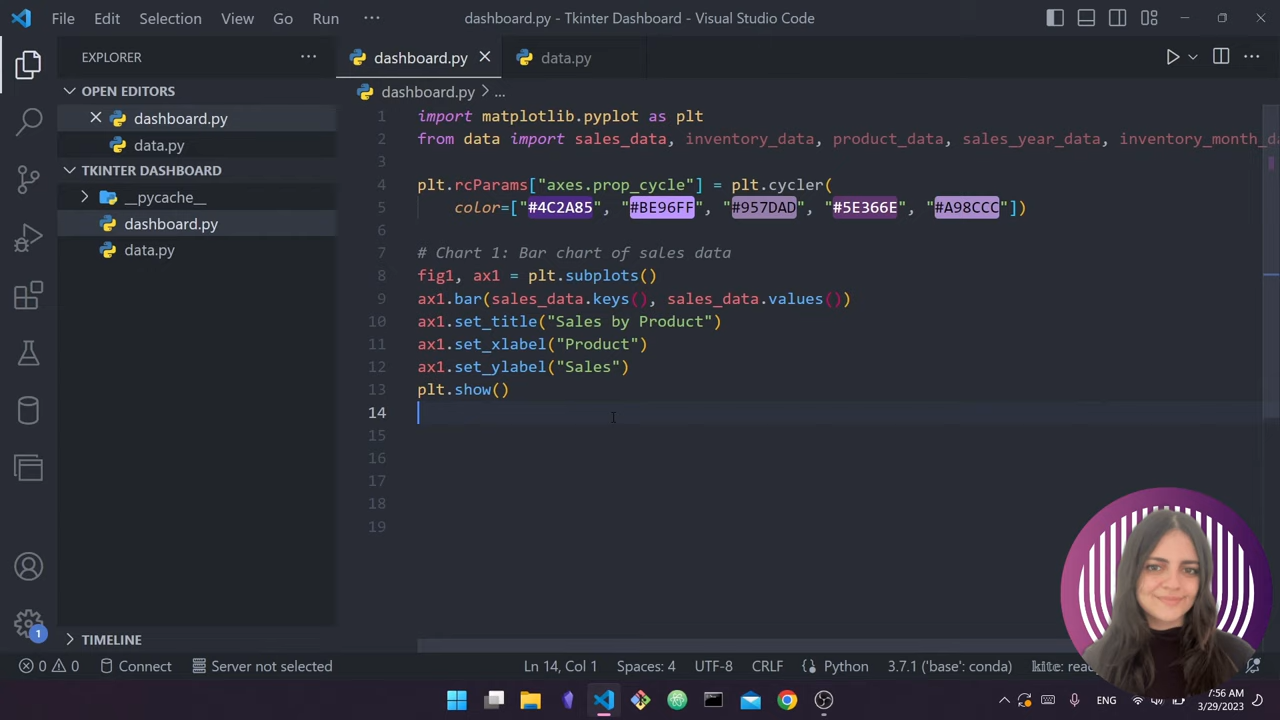 File Edit Selection View Go Run ···
dashboard.py - Tkinter Dashboard - Visual Studio Code
EXPLORER ···
OPEN EDITORS
dashboard.py
data.py
TKINTER DASHBOARD
__pycache__
dashboard.py
data.py
TIMELINE
dashboard.py
data.py
dashboard.py > ...
1 import matplotlib.pyplot as plt
2 from data import sales_data, inventory_data, product_data, sales_year_data, inventory_month_d
3
4 plt.rcParams["axes.prop_cycle"] = plt.cycler(
5 color=["#4C2A85", "#BE96FF", "#957DAD", "#5E366E", "#A98CCC"])
6
7 # Chart 1: Bar chart of sales data
8 fig1, ax1 = plt.subplots()
9 ax1.bar(sales_data.keys(), sales_data.values())
10 ax1.set_title("Sales by Product")
11 ax1.set_xlabel("Product")
12 ax1.set_ylabel("Sales")
13 plt.show()
14
15
16
17
18
19
1
0 0 Connect Server not selected Ln 14, Col 1 Spaces: 4 UTF-8 CRLF Python 3.7.1 ('base': conda) kite:
ENG
7:56 AM
3/29/2023